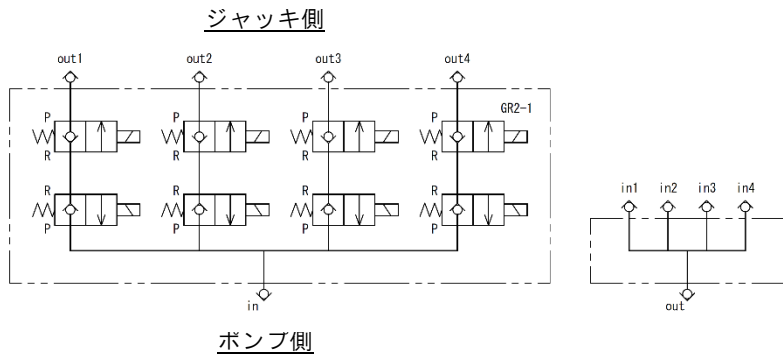 ジャッキ側
out1 out2 out3 out4
GR2-1
P P P P
R R R R
R R R R
P P P P
in
ポンプ側
in1 in2 in3 in4
out